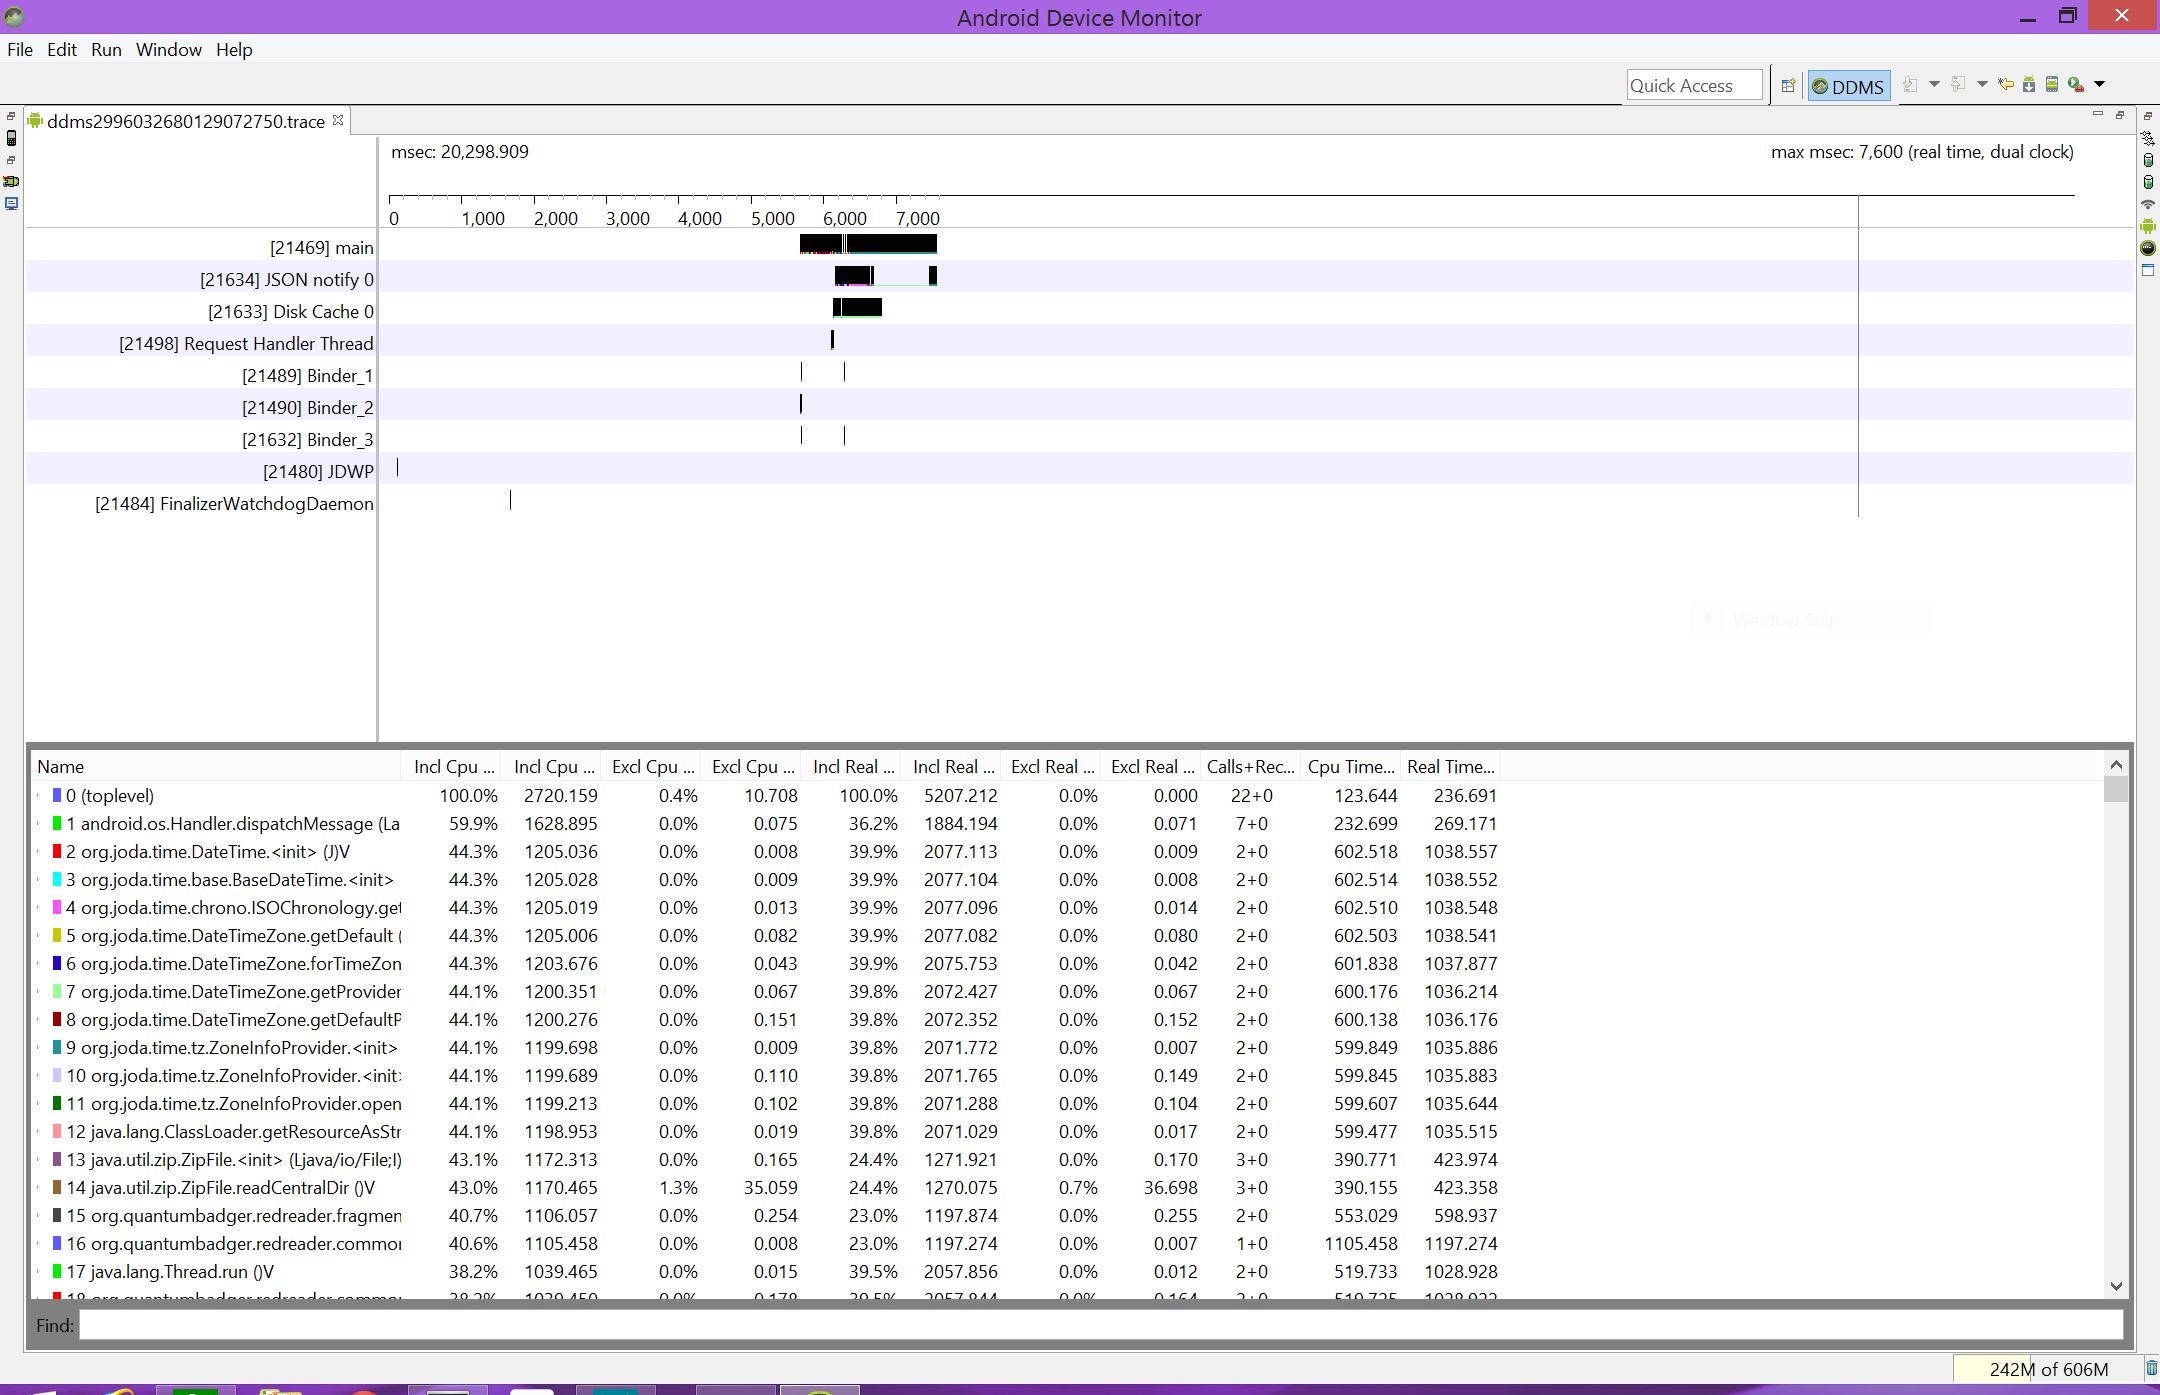 Android Device Monitor
File Edit Run Window Help
Quick Access DDMS
ddms2996032680129072750.trace
msec: 20,298.909 max msec: 7,600 (real time, dual clock)
0 1,000 2,000 3,000 4,000 5,000 6,000 7,000
[21469] main
[21634] JSON notify 0
[21633] Disk Cache 0
[21498] Request Handler Thread
[21489] Binder_1
[21490] Binder_2
[21632] Binder_3
[21480] JDWP
[21484] FinalizerWatchdogDaemon
Window Snip
Name Incl Cpu ... Incl Cpu ... Excl Cpu ... Excl Cpu ... Incl Real ... Incl Real ... Excl Real ... Excl Real ... Calls+Rec... Cpu Time... Real Time...
0 (toplevel) 100.0% 2720.159 0.4% 10.708 100.0% 5207.212 0.0% 0.000 22+0 123.644 236.691
1 android.os.Handler.dispatchMessage (La 59.9% 1628.895 0.0% 0.075 36.2% 1884.194 0.0% 0.071 7+0 232.699 269.171
2 org.joda.time.DateTime.<init> (J)V 44.3% 1205.036 0.0% 0.008 39.9% 2077.113 0.0% 0.009 2+0 602.518 1038.557
3 org.joda.time.base.BaseDateTime.<init> 44.3% 1205.028 0.0% 0.009 39.9% 2077.104 0.0% 0.008 2+0 602.514 1038.552
4 org.joda.time.chrono.ISOChronology.get 44.3% 1205.019 0.0% 0.013 39.9% 2077.096 0.0% 0.014 2+0 602.510 1038.548
5 org.joda.time.DateTimeZone.getDefault ( 44.3% 1205.006 0.0% 0.082 39.9% 2077.082 0.0% 0.080 2+0 602.503 1038.541
6 org.joda.time.DateTimeZone.forTimeZon 44.3% 1203.676 0.0% 0.043 39.9% 2075.753 0.0% 0.042 2+0 601.838 1037.877
7 org.joda.time.DateTimeZone.getProvider 44.1% 1200.351 0.0% 0.067 39.8% 2072.427 0.0% 0.067 2+0 600.176 1036.214
8 org.joda.time.DateTimeZone.getDefaultP 44.1% 1200.276 0.0% 0.151 39.8% 2072.352 0.0% 0.152 2+0 600.138 1036.176
9 org.joda.time.tz.ZoneInfoProvider.<init> 44.1% 1199.698 0.0% 0.009 39.8% 2071.772 0.0% 0.007 2+0 599.849 1035.886
10 org.joda.time.tz.ZoneInfoProvider.<init> 44.1% 1199.689 0.0% 0.110 39.8% 2071.765 0.0% 0.149 2+0 599.845 1035.883
11 org.joda.time.tz.ZoneInfoProvider.open 44.1% 1199.213 0.0% 0.102 39.8% 2071.288 0.0% 0.104 2+0 599.607 1035.644
12 java.lang.ClassLoader.getResourceAsStr 44.1% 1198.953 0.0% 0.019 39.8% 2071.029 0.0% 0.017 2+0 599.477 1035.515
13 java.util.zip.ZipFile.<init> (Ljava/io/File;I) 43.1% 1172.313 0.0% 0.165 24.4% 1271.921 0.0% 0.170 3+0 390.771 423.974
14 java.util.zip.ZipFile.readCentralDir ()V 43.0% 1170.465 1.3% 35.059 24.4% 1270.075 0.7% 36.698 3+0 390.155 423.358
15 org.quantumbadger.redreader.fragmen 40.7% 1106.057 0.0% 0.254 23.0% 1197.874 0.0% 0.255 2+0 553.029 598.937
16 org.quantumbadger.redreader.common 40.6% 1105.458 0.0% 0.008 23.0% 1197.274 0.0% 0.007 1+0 1105.458 1197.274
17 java.lang.Thread.run ()V 38.2% 1039.465 0.0% 0.015 39.5% 2057.856 0.0% 0.012 2+0 519.733 1028.928
Find:
242M of 606M